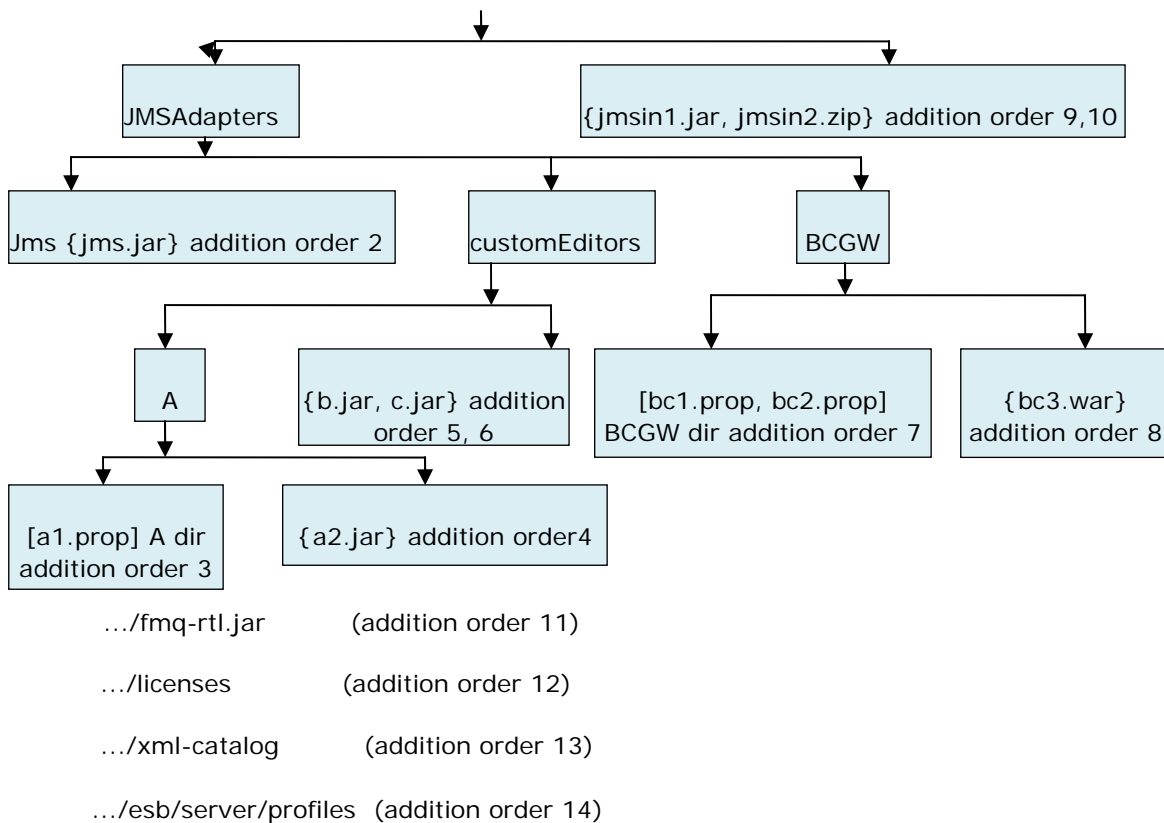 JMSAdapters
{jmsin1.jar, jmsin2.zip} addition order 9,10
Jms {jms.jar} addition order 2
customEditors
BCGW
A
{b.jar, c.jar} addition
order 5, 6
[bc1.prop, bc2.prop]
BCGW dir addition order 7
{bc3.war}
addition order 8
[a1.prop] A dir
addition order 3
{a2.jar} addition order4
…/fmq-rtl.jar (addition order 11)
…/licenses (addition order 12)
…/xml-catalog (addition order 13)
…/esb/server/profiles (addition order 14)